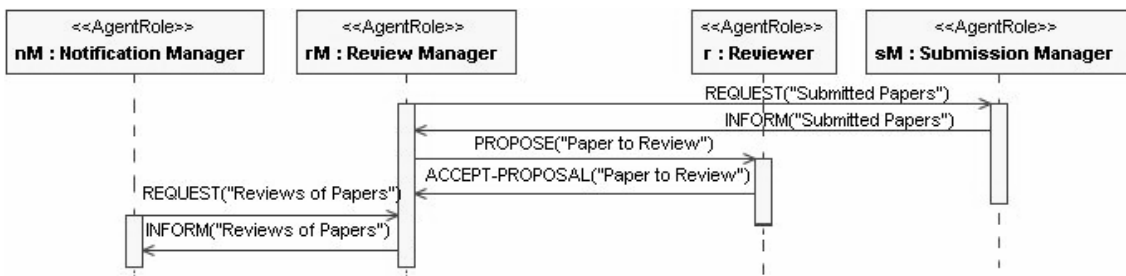 <<AgentRole>>
nM : Notification Manager
<<AgentRole>>
rM : Review Manager
<<AgentRole>>
r : Reviewer
<<AgentRole>>
sM : Submission Manager
REQUEST("Submitted Papers")
INFORM("Submitted Papers")
PROPOSE("Paper to Review")
ACCEPT-PROPOSAL("Paper to Review")
REQUEST("Reviews of Papers")
INFORM("Reviews of Papers")